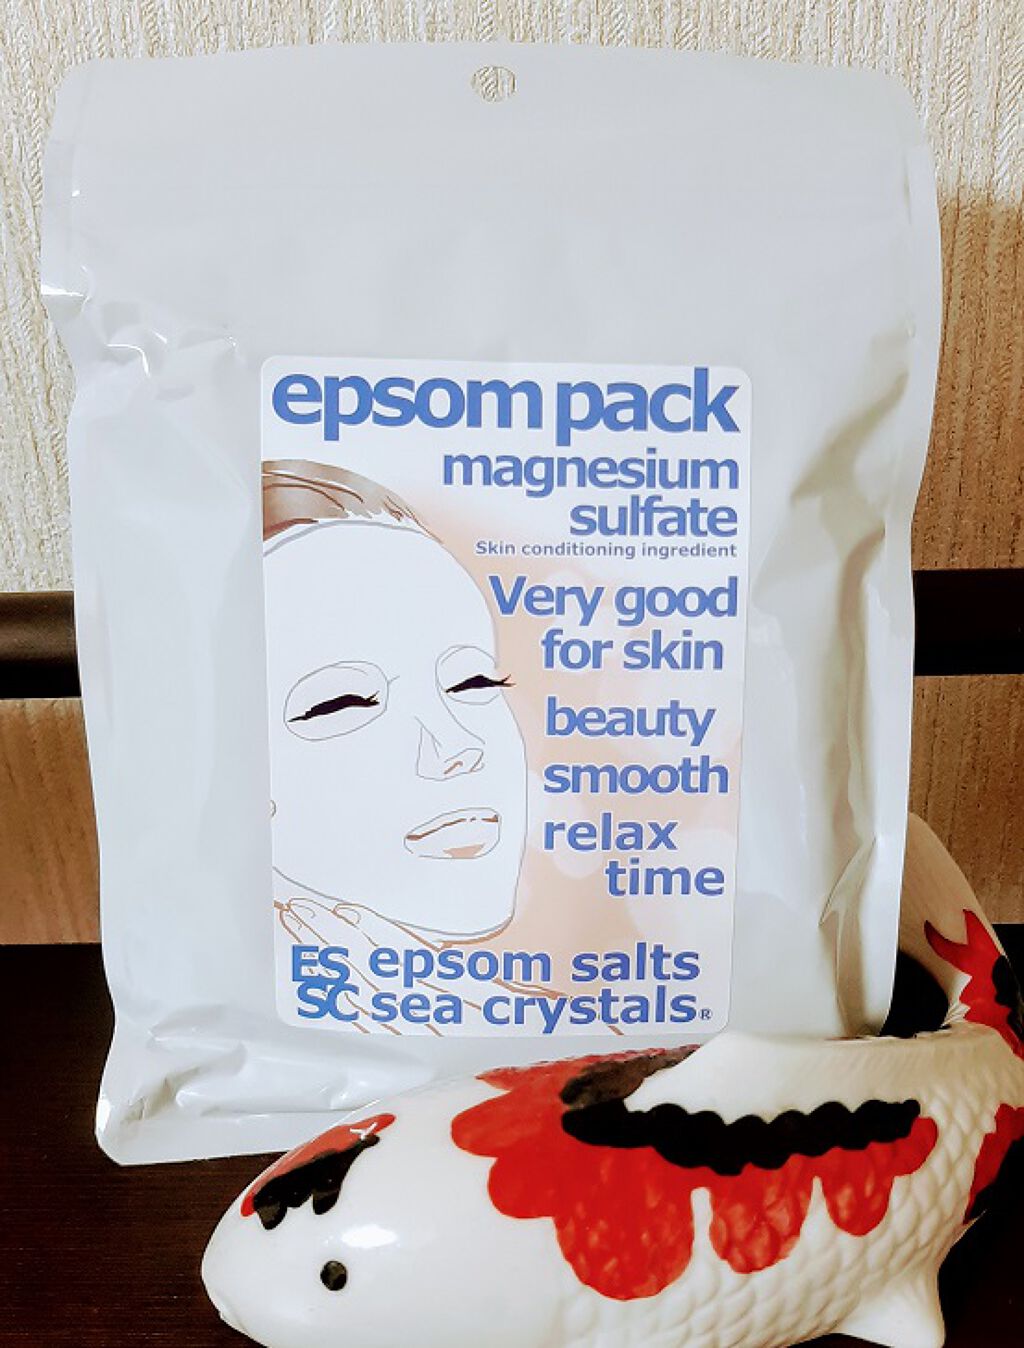 epsom pack
magnesium
sulfate
Skin conditioning ingredient
Very good
for skin
beauty
smooth
relax
time
ES epsom salts
SC sea crystals®